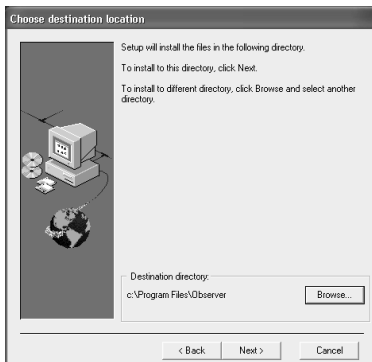 Choose destination location
Setup will install the files in the following directory.
To install to this directory, click Next.
To install to different directory, click Browse and select another
directory.
Destination directory:
c:\Program Files\Observer
Browse...
< Back
Next >
Cancel